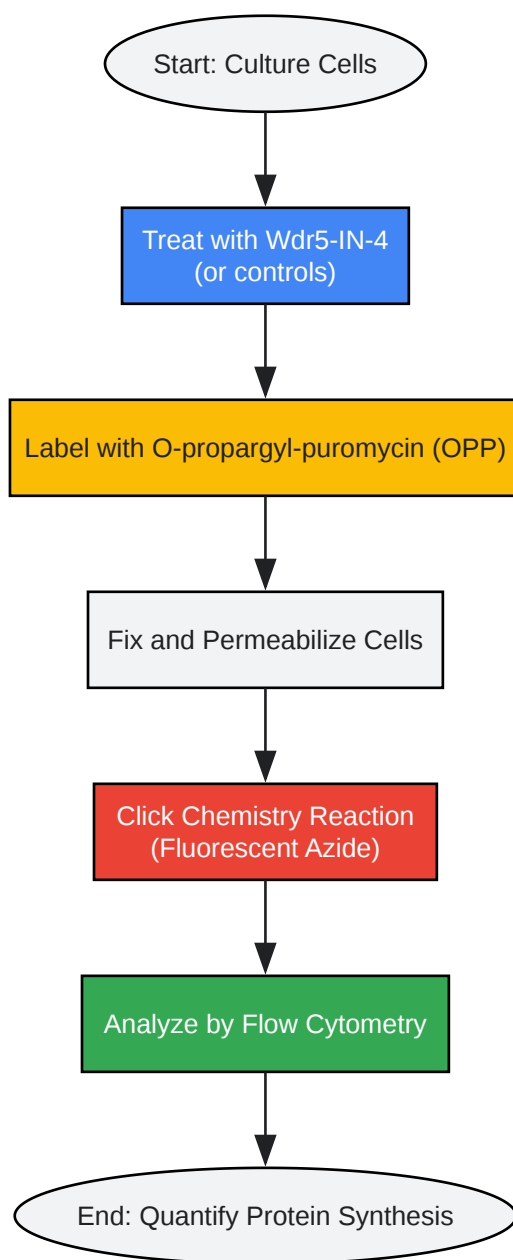 Start: Culture Cells
Treat with Wdr5-IN-4
(or controls)
Label with O-propargyl-puromycin (OPP)
Fix and Permeabilize Cells
Click Chemistry Reaction
(Fluorescent Azide)
Analyze by Flow Cytometry
End: Quantify Protein Synthesis